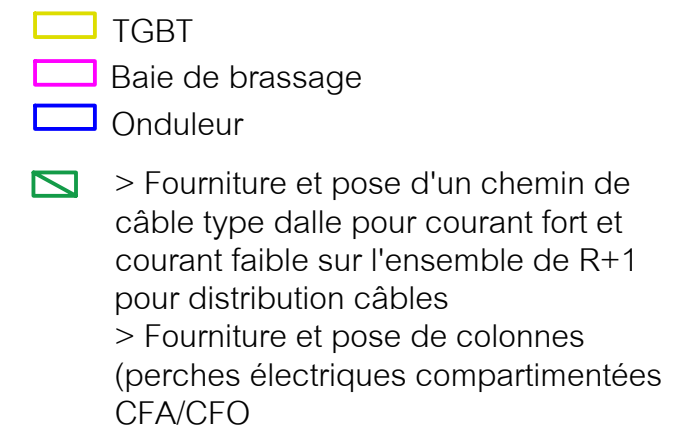 TGBT
Baie de brassage
Onduleur
> Fourniture et pose d'un chemin de
câble type dalle pour courant fort et
courant faible sur l'ensemble de R+1
pour distribution câbles
> Fourniture et pose de colonnes
(perches électriques compartimentées
CFA/CFO